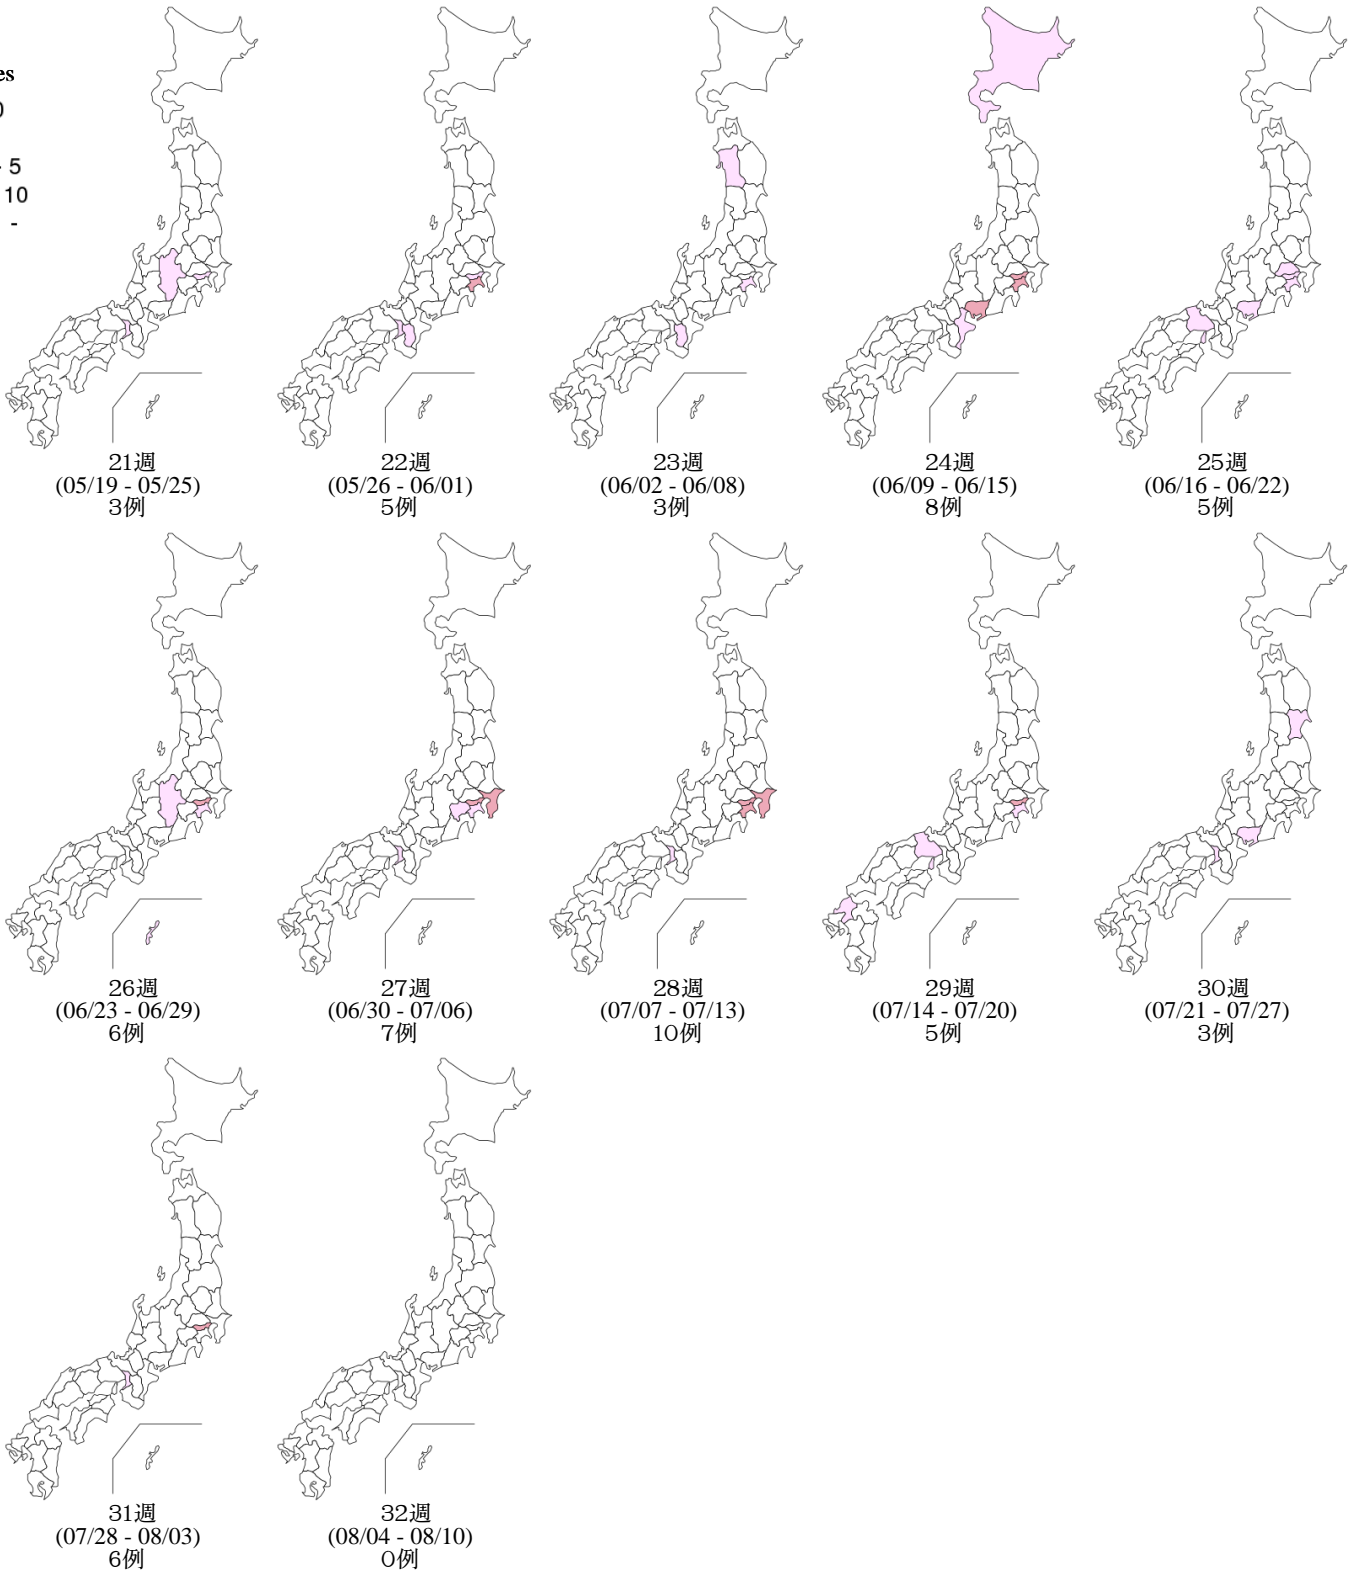 es
0
5
10
-
21週
(05/19 - 05/25)
3例
22週
(05/26 - 06/01)
5例
23週
(06/02 - 06/08)
3例
24週
(06/09 - 06/15)
8例
25週
(06/16 - 06/22)
5例
26週
(06/23 - 06/29)
6例
27週
(06/30 - 07/06)
7例
28週
(07/07 - 07/13)
10例
29週
(07/14 - 07/20)
5例
30週
(07/21 - 07/27)
3例
31週
(07/28 - 08/03)
6例
32週
(08/04 - 08/10)
0例